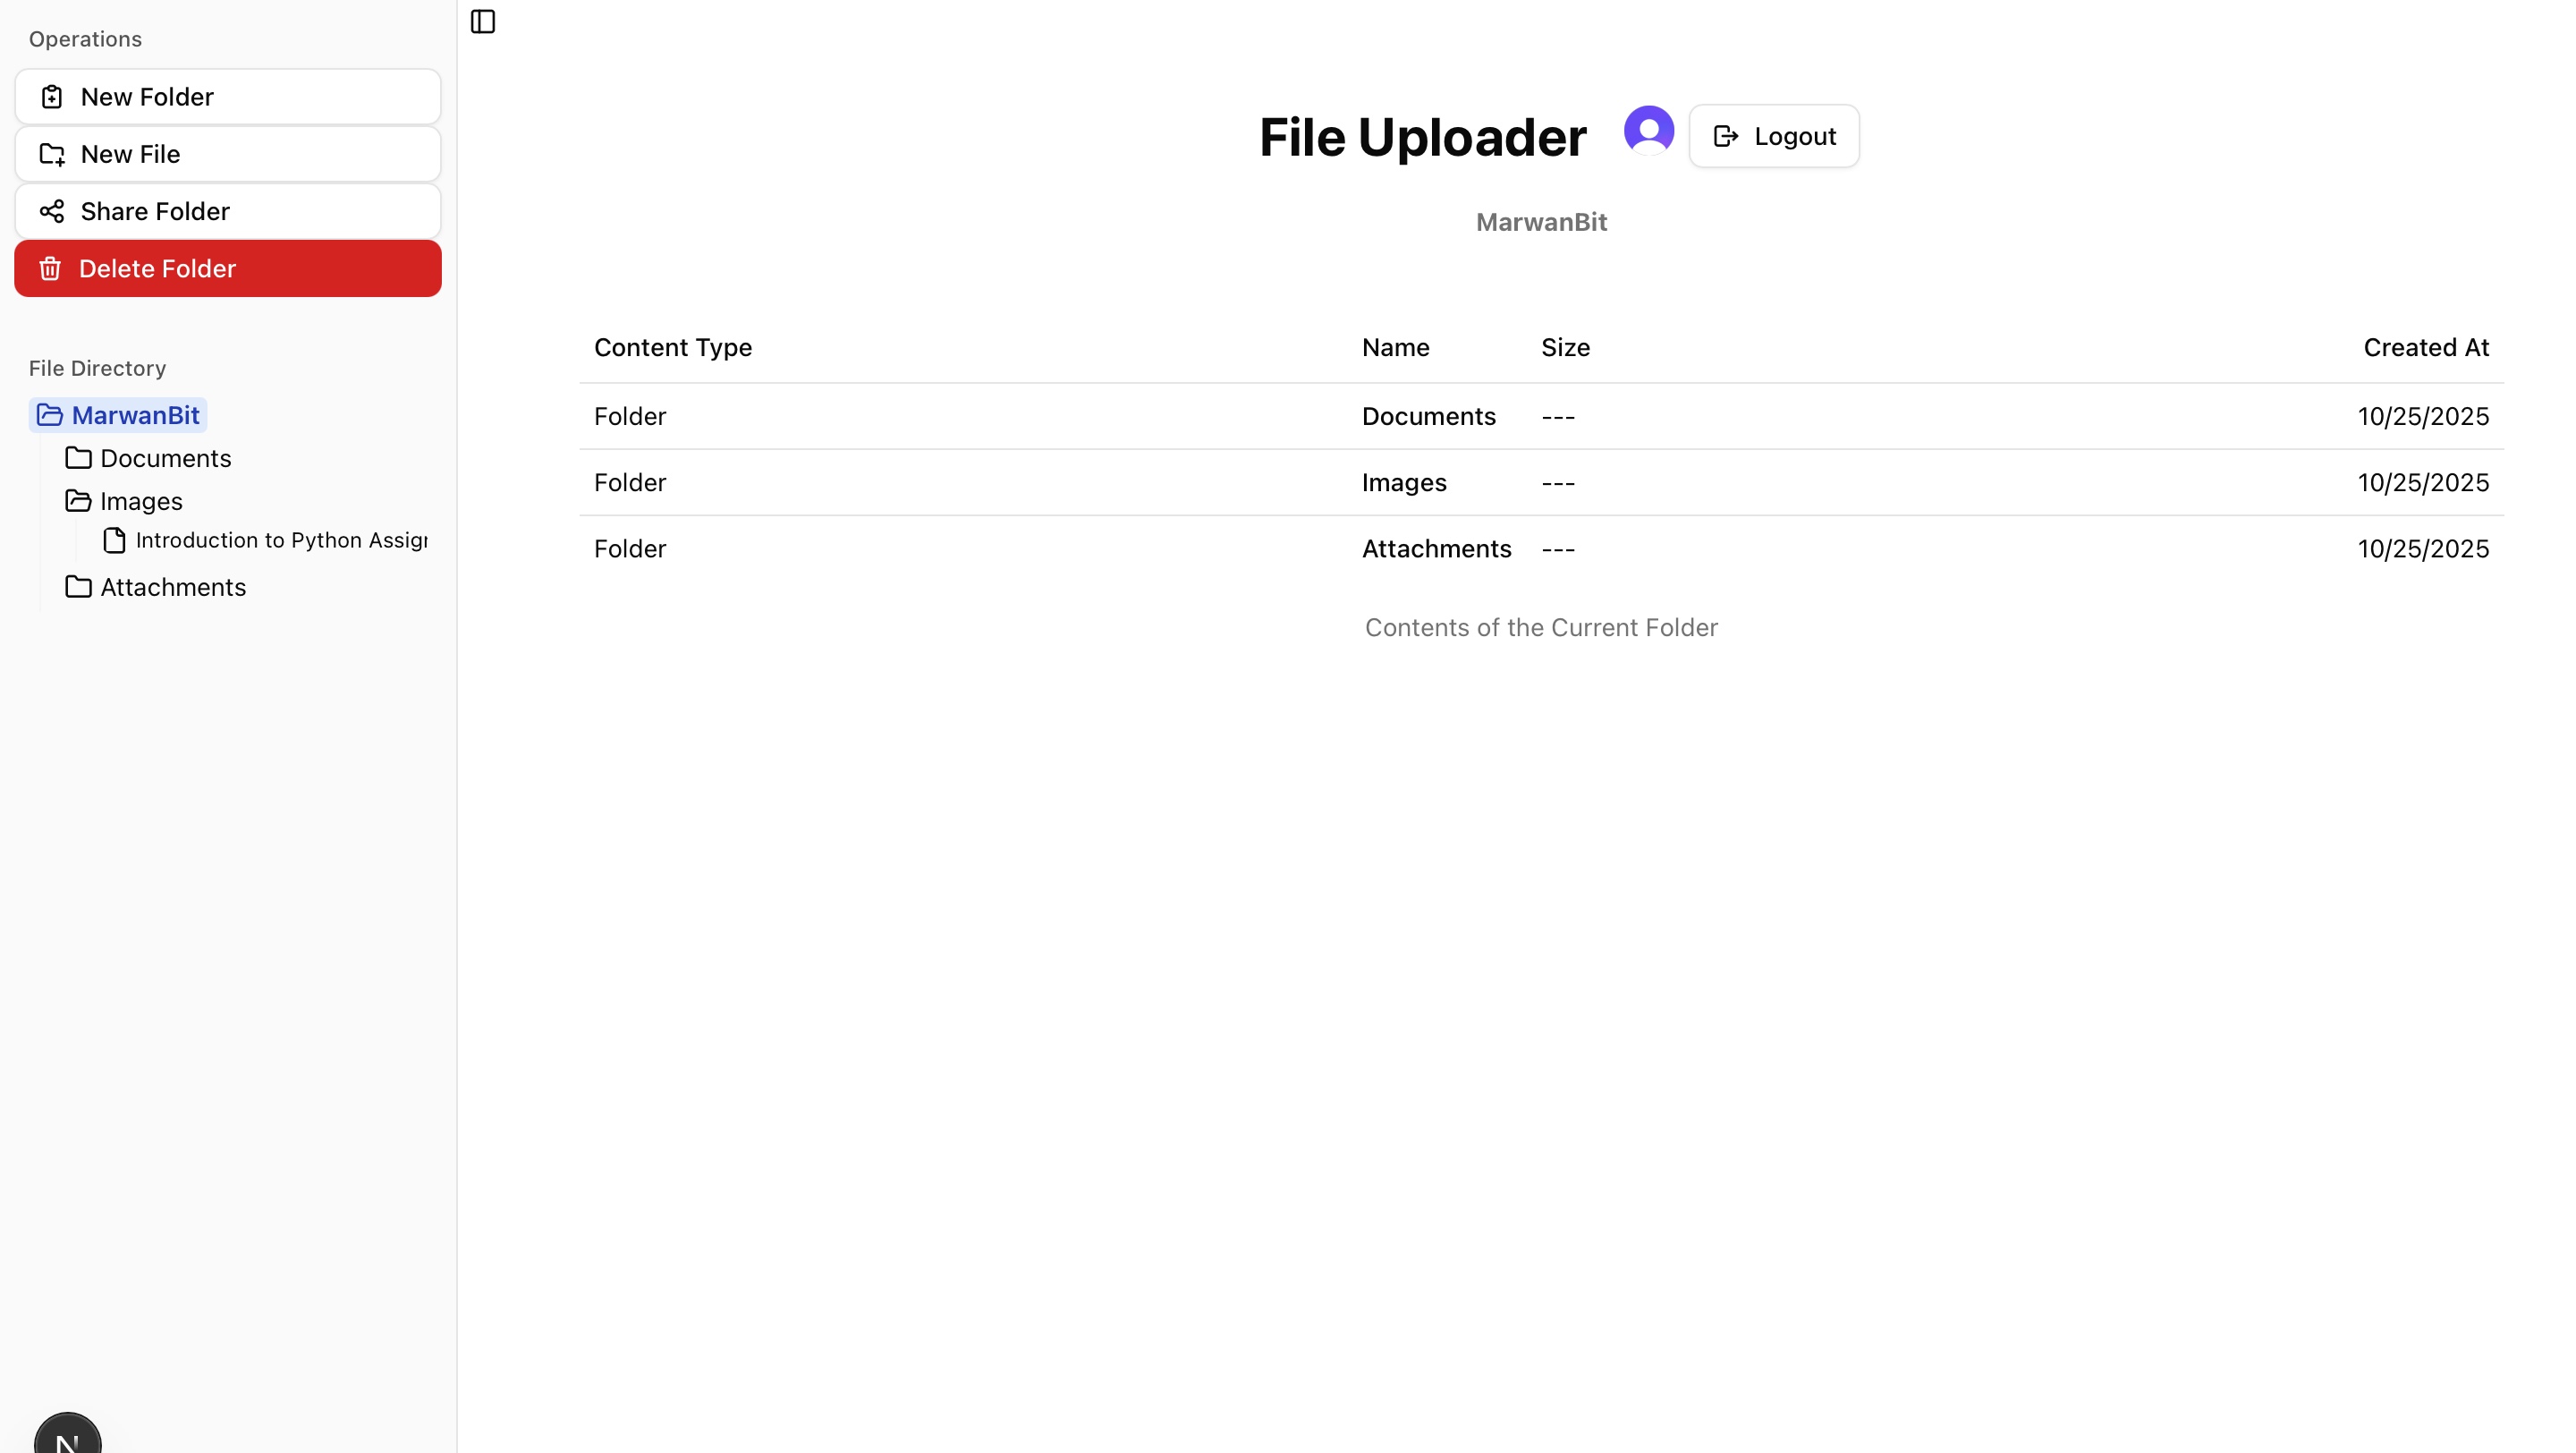 Operations
New Folder
New File
Share Folder
Delete Folder
File Directory
MarwanBit
Documents
Images
Introduction to Python Assig
Attachments
File Uploader
Logout
MarwanBit
Content Type Name Size Created At
Folder Documents --- 10/25/2025
Folder Images --- 10/25/2025
Folder Attachments --- 10/25/2025
Contents of the Current Folder
N